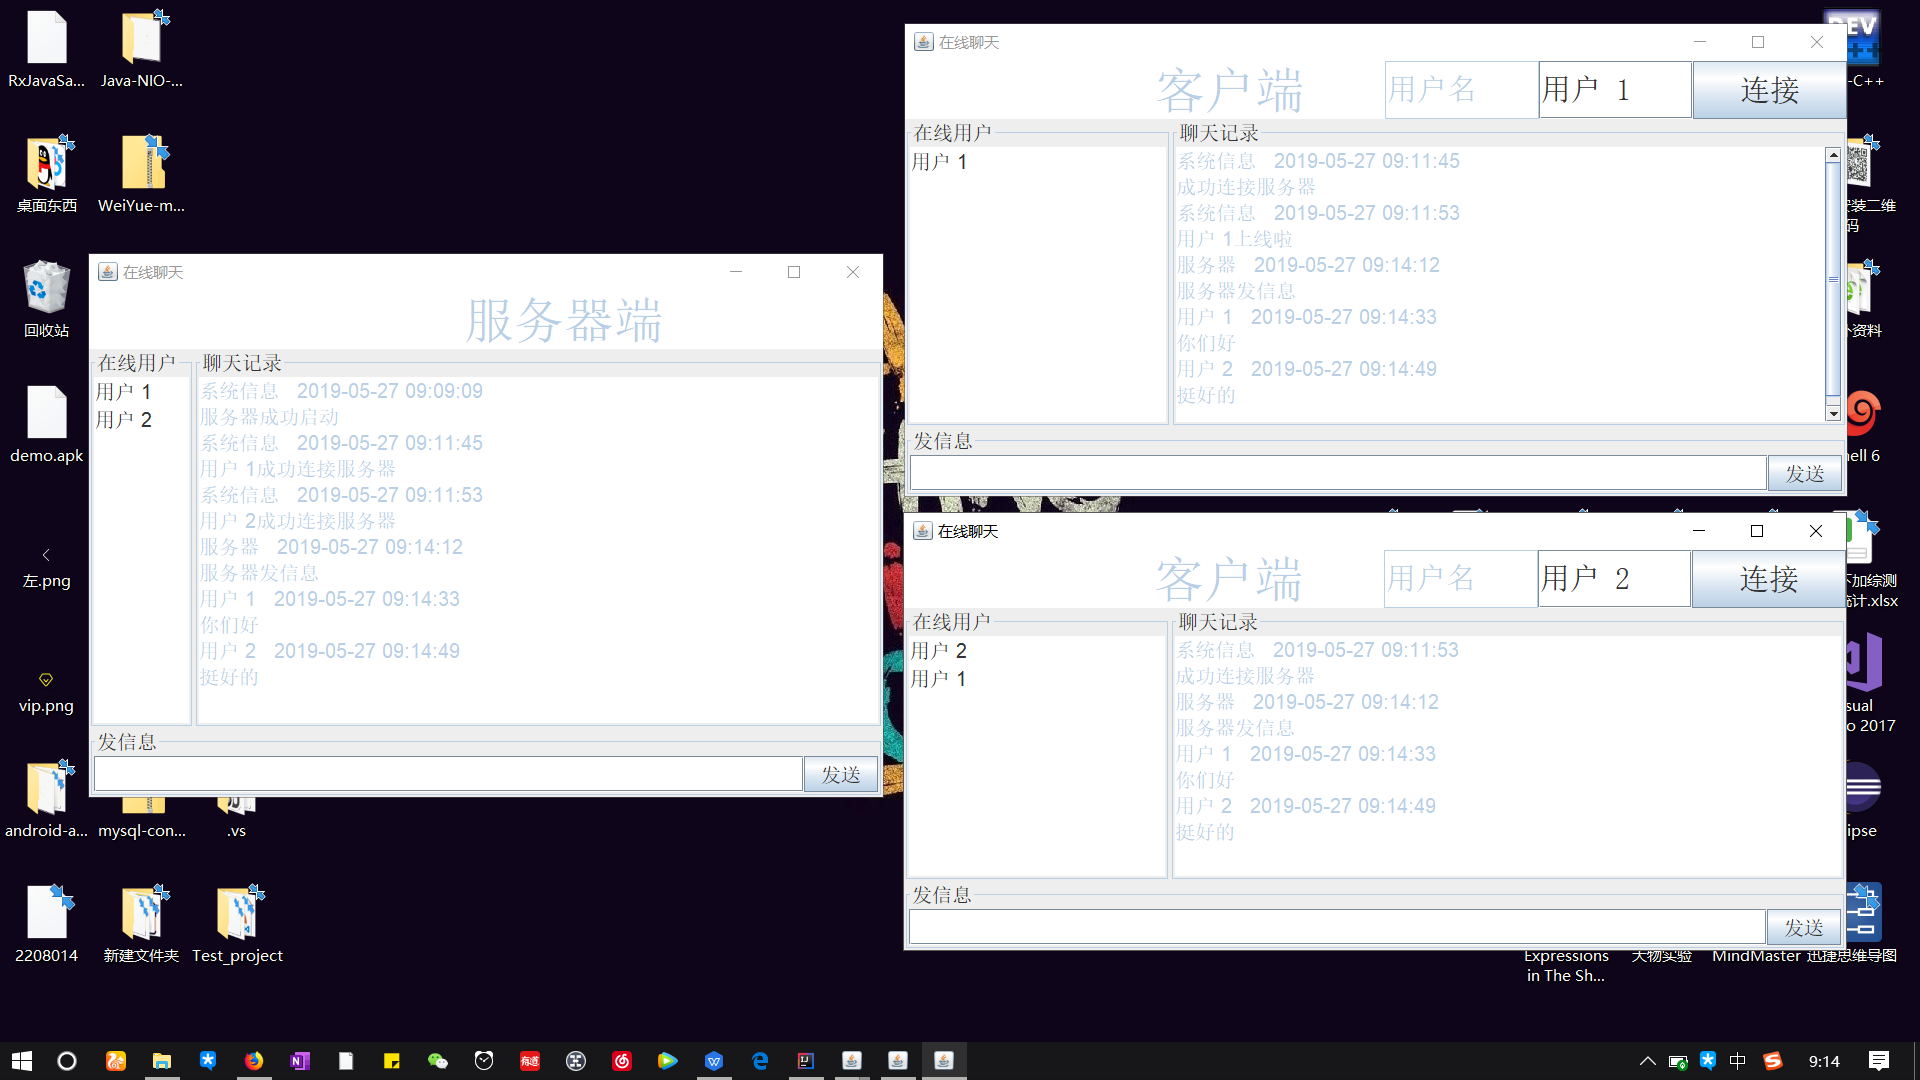 RxJavaSa...
Java-NIO-...
桌面东西
WeiYue-m...
回收站
demo.apk
左.png
vip.png
android-a...
mysql-con...
.vs
2208014
新建文件夹
Test_project
在线聊天
服务器端
在线用户
用户 1
用户 2
聊天记录
系统信息 2019-05-27 09:09:09
服务器成功启动
系统信息 2019-05-27 09:11:45
用户 1成功连接服务器
系统信息 2019-05-27 09:11:53
用户 2成功连接服务器
服务器 2019-05-27 09:14:12
服务器发信息
用户 1 2019-05-27 09:14:33
你们好
用户 2 2019-05-27 09:14:49
挺好的
发信息
发送
在线聊天
客户端
用户名
用户 1
连接
在线用户
用户 1
聊天记录
系统信息 2019-05-27 09:11:45
成功连接服务器
系统信息 2019-05-27 09:11:53
用户 1上线啦
服务器 2019-05-27 09:14:12
服务器发信息
用户 1 2019-05-27 09:14:33
你们好
用户 2 2019-05-27 09:14:49
挺好的
发信息
发送
在线聊天
客户端
用户名
用户 2
连接
在线用户
用户 2
用户 1
聊天记录
系统信息 2019-05-27 09:11:53
成功连接服务器
服务器 2019-05-27 09:14:12
服务器发信息
用户 1 2019-05-27 09:14:33
你们好
用户 2 2019-05-27 09:14:49
挺好的
发信息
发送
DEV
-C++
装二维
码
资料
ell 6
加综测
计.xlsx
sual
o 2017
ipse
Expressions
in The Sh...
天物实验
MindMaster
迅捷思维导图
有道
IJ
中
9:14